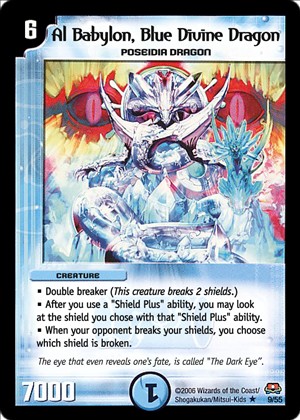 6
Al Babylon, Blue Divine Dragon
POSEIDIA DRAGON
CREATURE
▪ Double breaker (This creature breaks 2 shields.)
▪ After you use a "Shield Plus" ability, you may look
at the shield you chose with that "Shield Plus" ability.
▪ When your opponent breaks your shields, you choose
which shield is broken.
The eye that even reveals one's fate, is called "The Dark Eye".
7000
1
©2006 Wizards of the Coast/
Shogakukan/Mitsui-Kids ★ 9/55